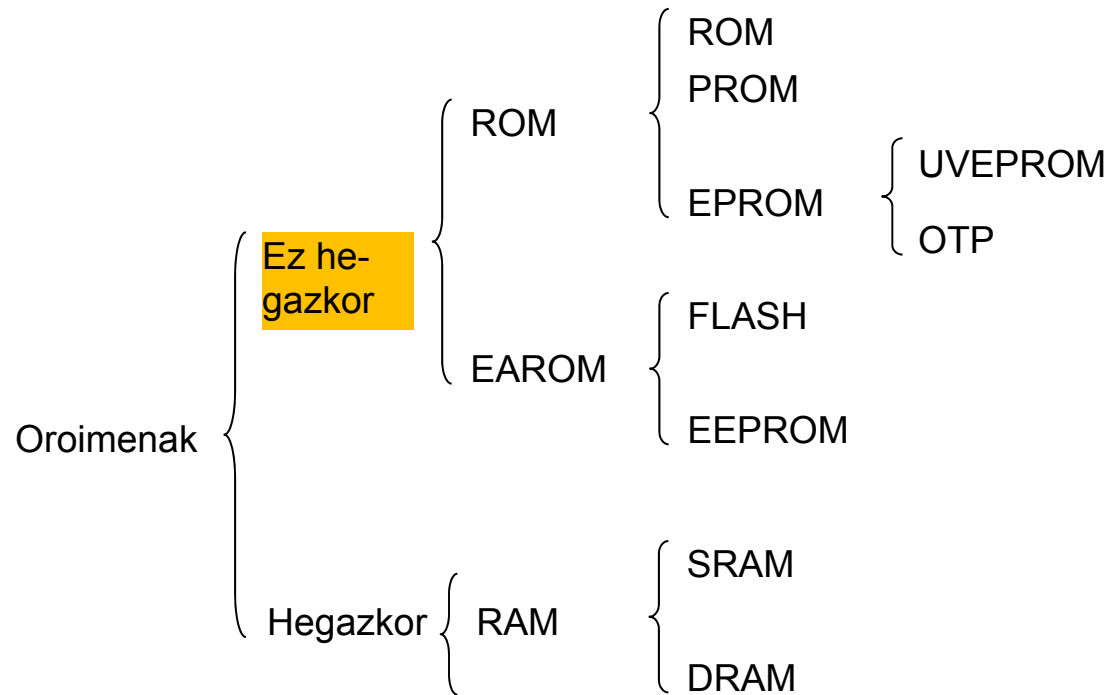 ROM
PROM
ROM
UVEPROM
EPROM
OTP
Ez he-
gazkor
FLASH
EAROM
EEPROM
Oroimenak
SRAM
Hegazkor
RAM
DRAM